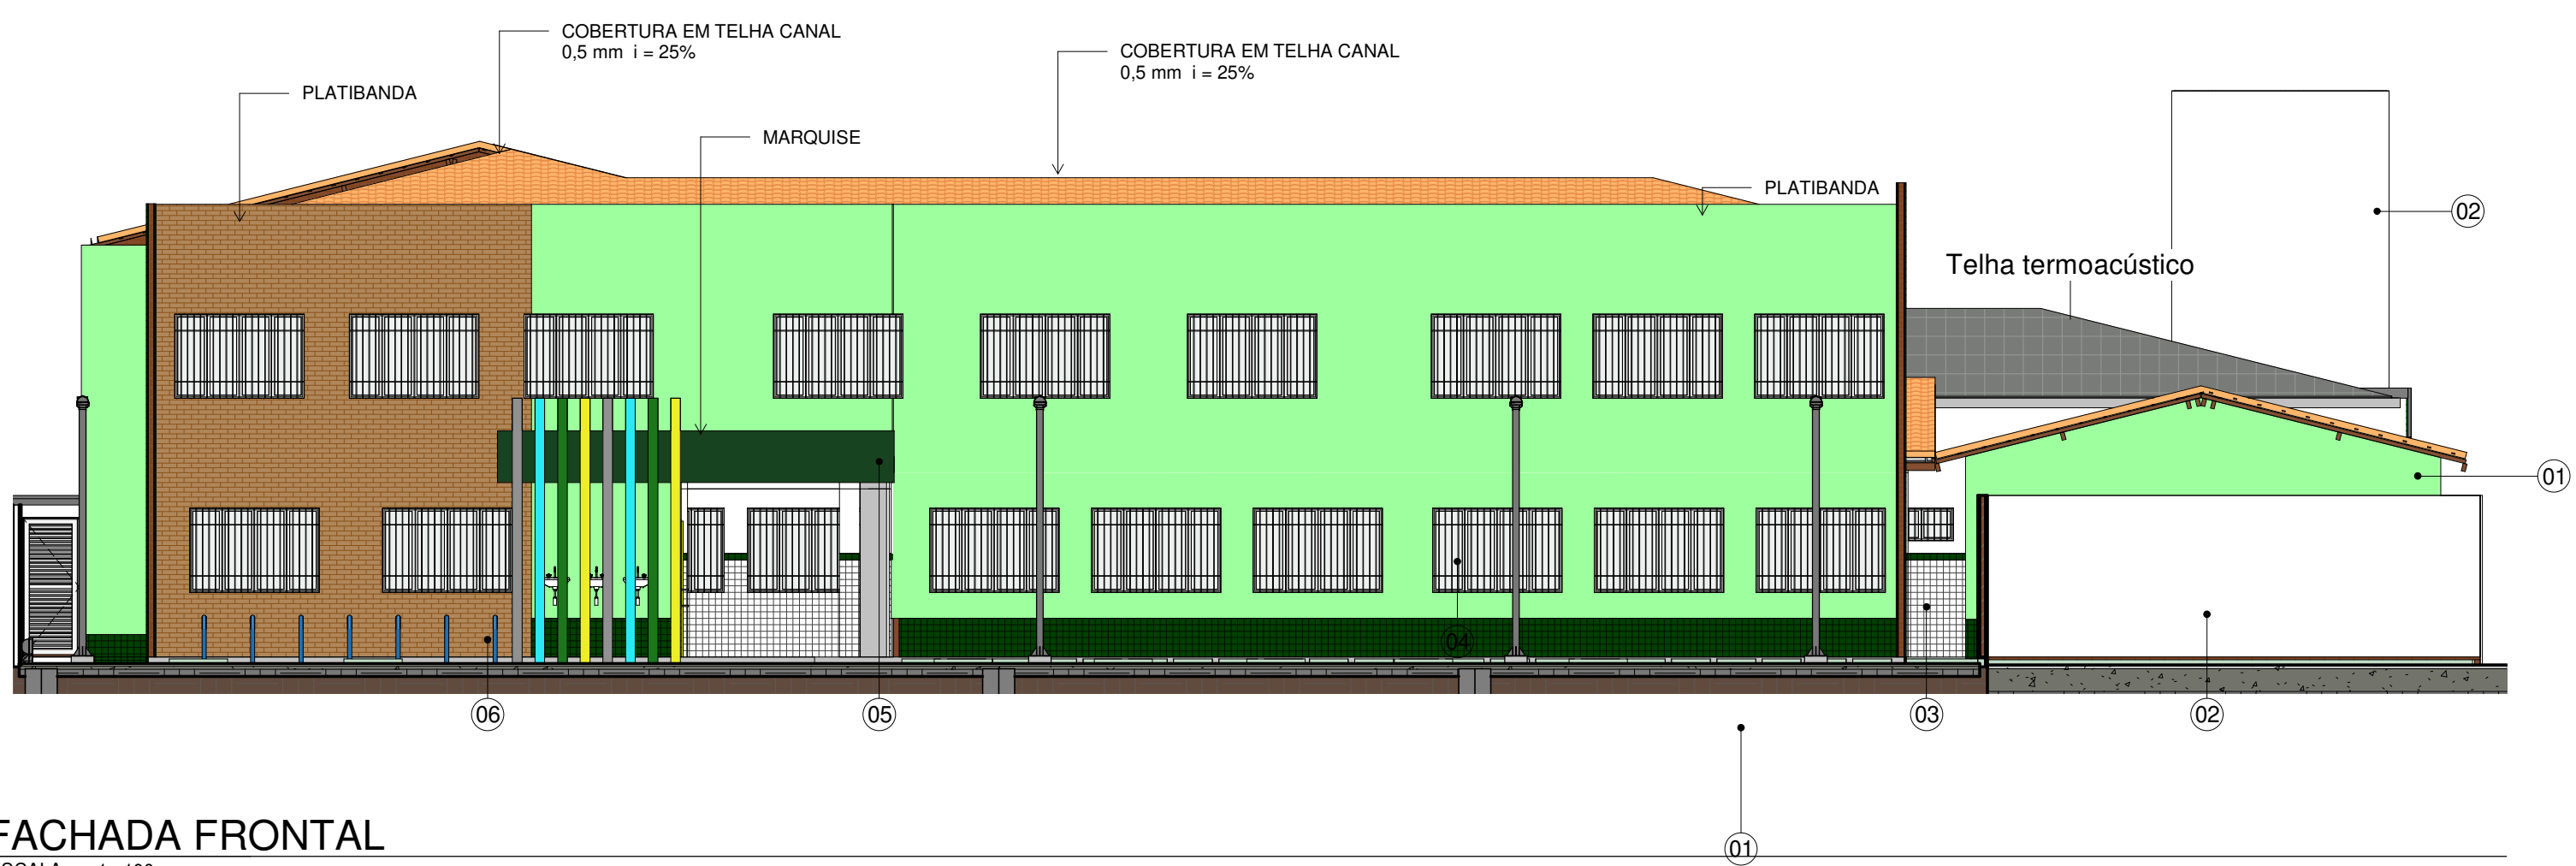 COBERTURA EM TELHA CANAL
0,5 mm i = 25%
COBERTURA EM TELHA CANAL
0,5 mm i = 25%
PLATIBANDA
MARQUISE
PLATIBANDA
02
Telha termoacústico
01
04
06
05
03
02
01
FACHADA FRONTAL